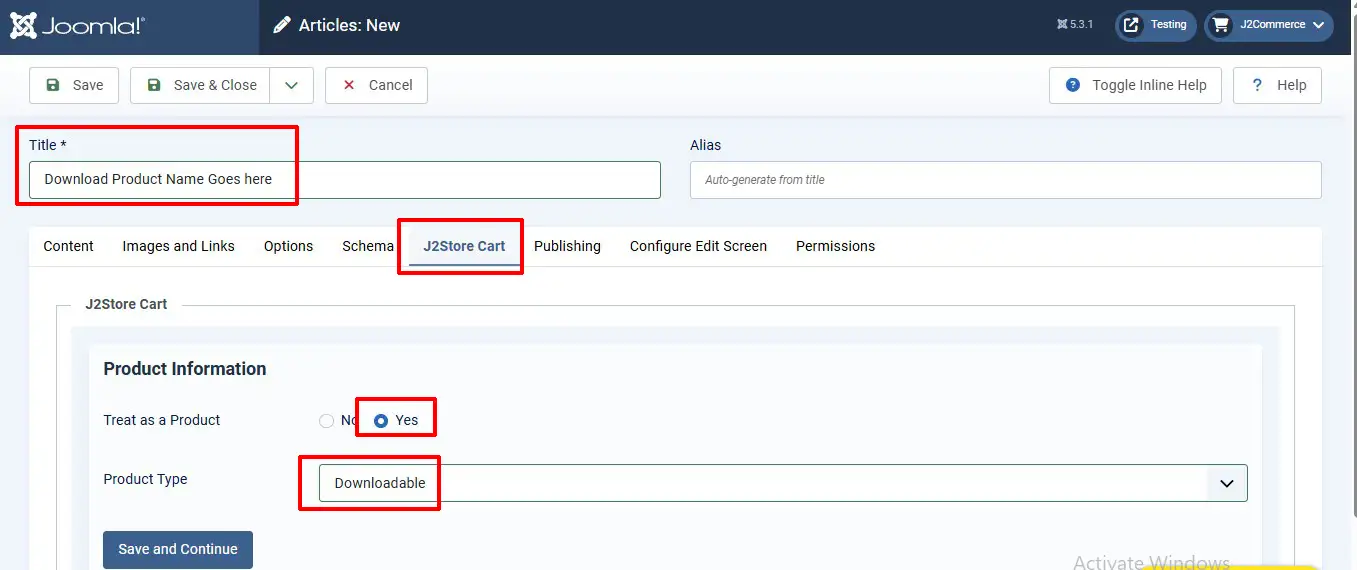 Joomla!® Articles: New 5.3.1 Testing J2Commerce
Save Save & Close Cancel ? Toggle Inline Help ? Help
Title * Alias
Download Product Name Goes here Auto-generate from title
Content Images and Links Options Schema J2Store Cart Publishing Configure Edit Screen Permissions
J2Store Cart
Product Information
Treat as a Product No Yes
Product Type Downloadable
Save and Continue
Activate Windows